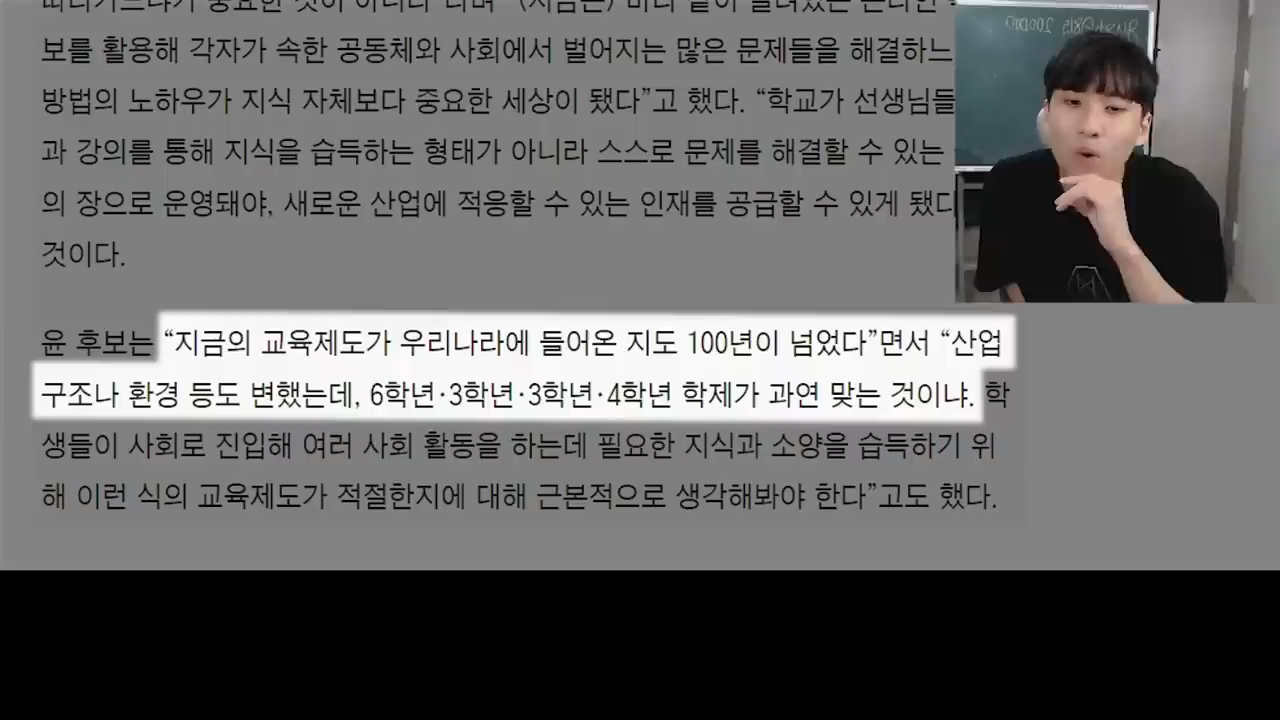 보를 활용해 각자가 속한 공동체와 사회에서 벌어지는 많은 문제들을 해결하느
방법의 노하우가 지식 자체보다 중요한 세상이 됐다”고 했다. “학교가 선생님들
과 강의를 통해 지식을 습득하는 형태가 아니라 스스로 문제를 해결할 수 있는
의 장으로 운영돼야, 새로운 산업에 적응할 수 있는 인재를 공급할 수 있게 됐다
것이다.
윤 후보는 “지금의 교육제도가 우리나라에 들어온 지도 100년이 넘었다”면서 “산업
구조나 환경 등도 변했는데, 6학년·3학년·3학년·4학년 학제가 과연 맞는 것이냐. 학
생들이 사회로 진입해 여러 사회 활동을 하는데 필요한 지식과 소양을 습득하기 위
해 이런 식의 교육제도가 적절한지에 대해 근본적으로 생각해봐야 한다”고도 했다.